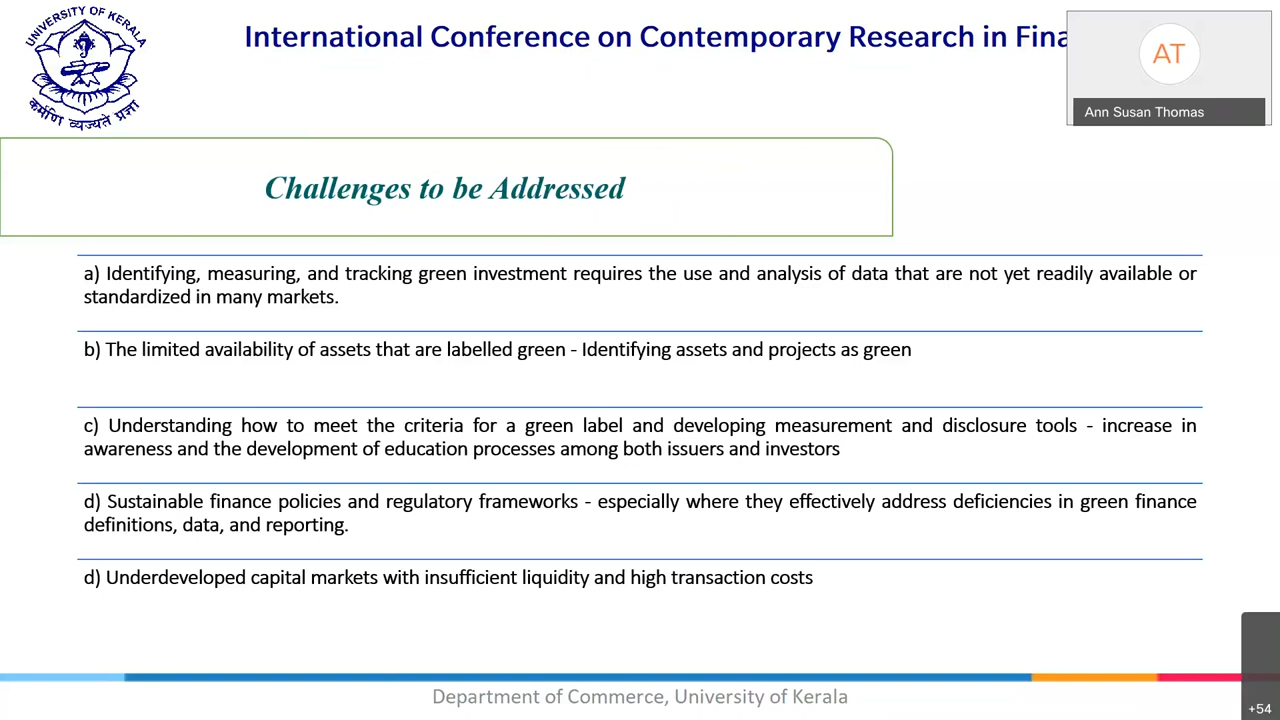 UNIVERSITY OF KERALA
कर्मणि व्यज्यते प्रज्ञा
International Conference on Contemporary Research in Fina
AT
Ann Susan Thomas
Challenges to be Addressed
a) Identifying, measuring, and tracking green investment requires the use and analysis of data that are not yet readily available or
standardized in many markets.
b) The limited availability of assets that are labelled green - Identifying assets and projects as green
c) Understanding how to meet the criteria for a green label and developing measurement and disclosure tools - increase in
awareness and the development of education processes among both issuers and investors
d) Sustainable finance policies and regulatory frameworks - especially where they effectively address deficiencies in green finance
definitions, data, and reporting.
d) Underdeveloped capital markets with insufficient liquidity and high transaction costs
Department of Commerce, University of Kerala
+54